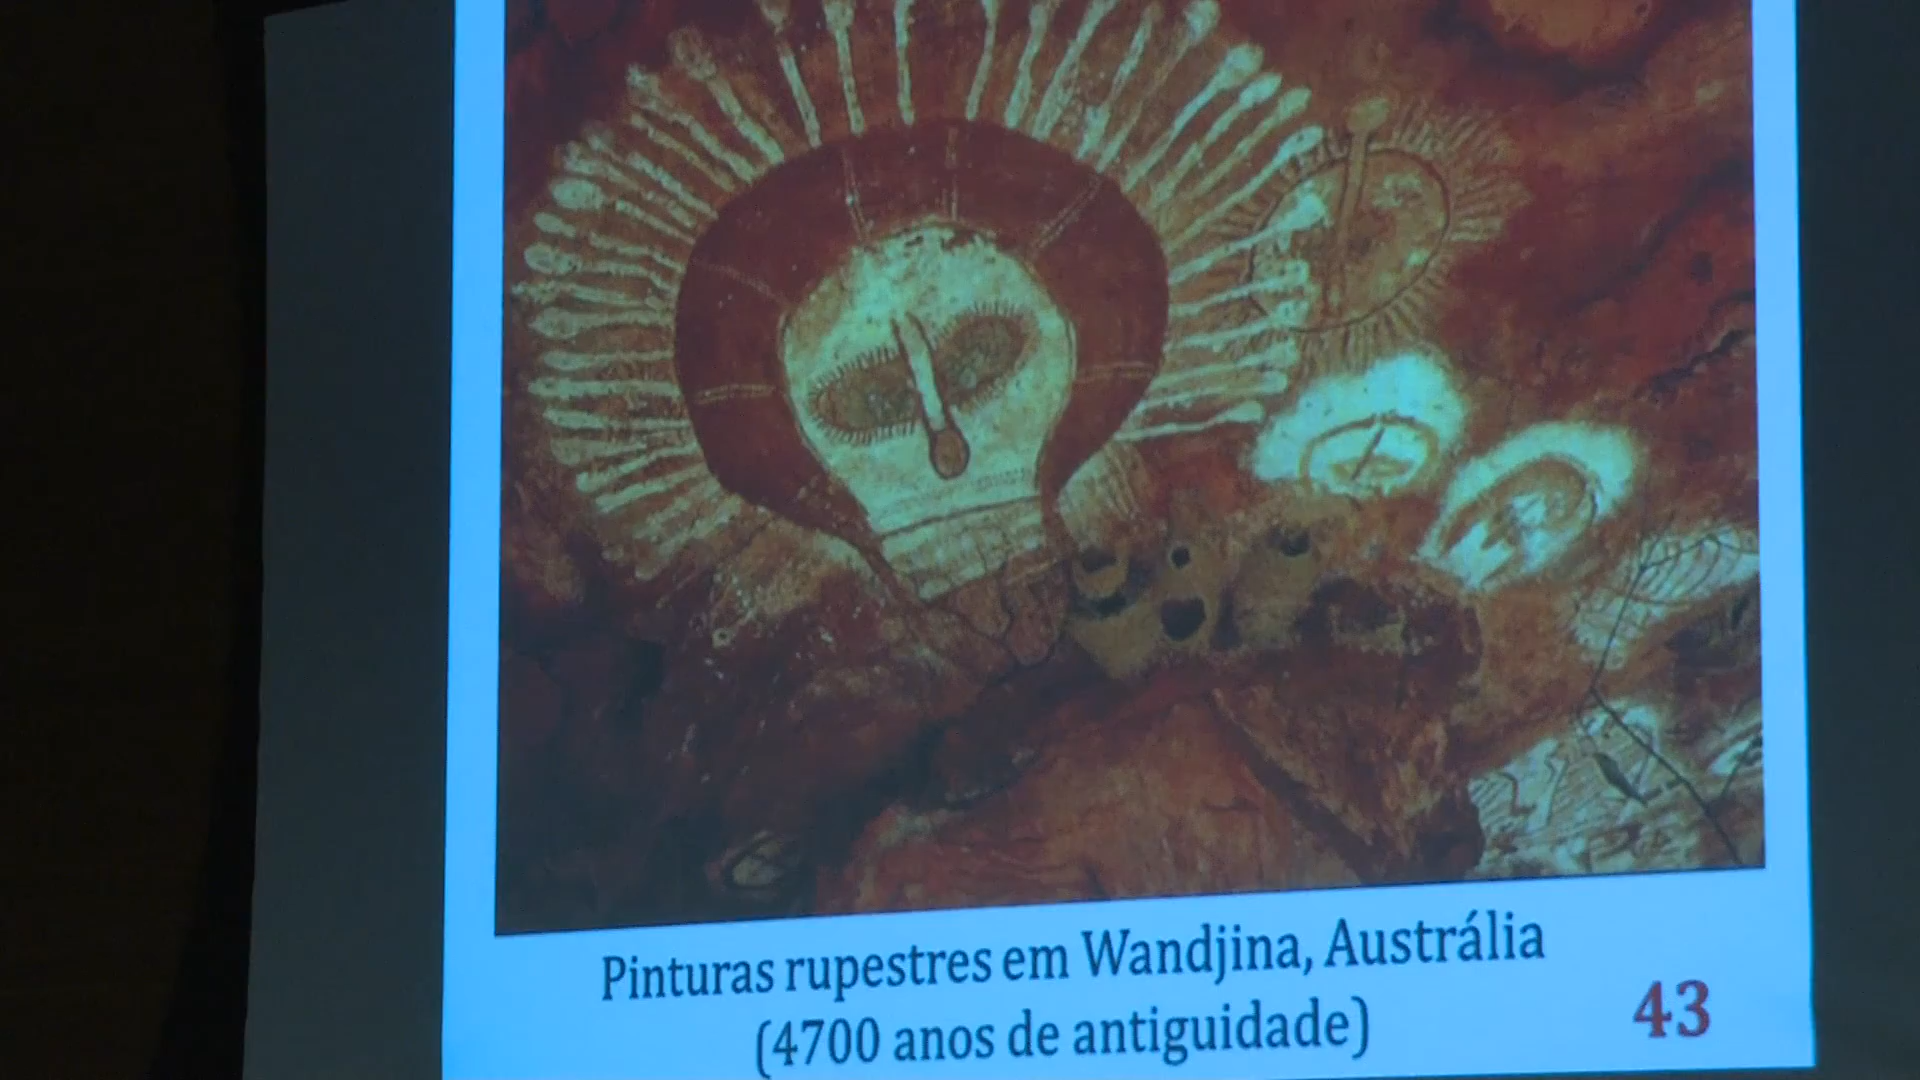 Pinturas rupestres em Wandjina, Austrália
(4700 anos de antiguidade)
43